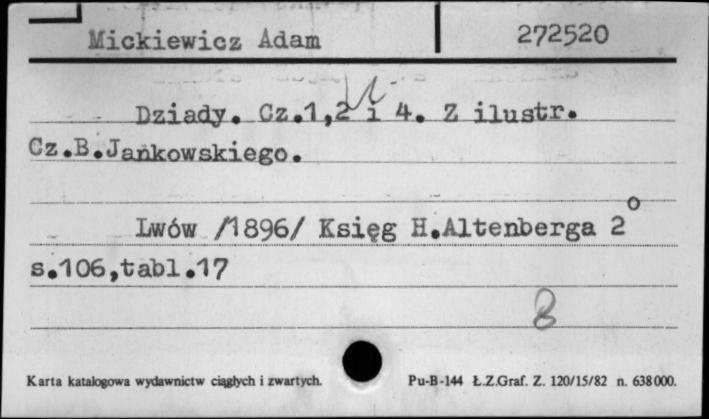 Mickiewicz Adam 272520
Dziady. Cz.1,2 i 4. Z ilustr.
Cz.B.Jankowskiego.
Lwów /1896/ Księg H.Altenberga 2°
s.106,tabl.17
B
Karta katalogowa wydawnictw ciągłych i zwartych. Pu-B-144 Ł.Z.Graf. Z. 120/15/82 n. 638000.